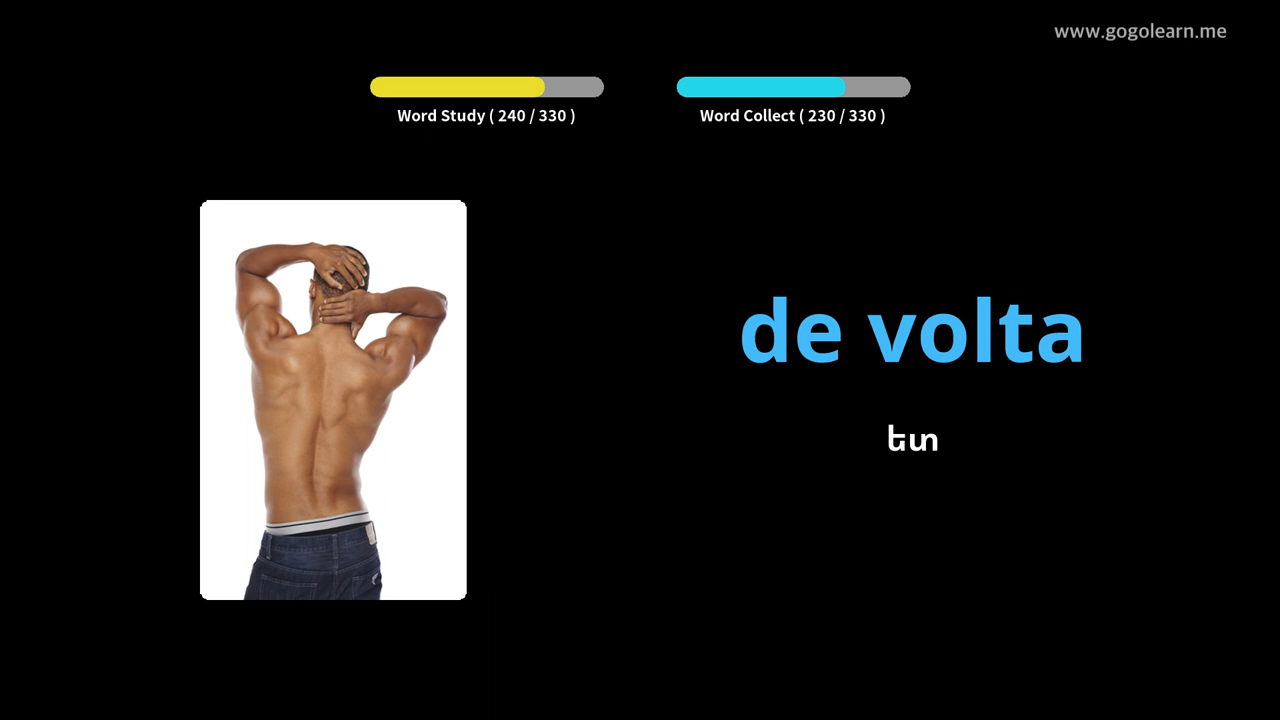 www.gogolearn.me
Word Study ( 240 / 330 )
Word Collect ( 230 / 330 )
de volta
ետ